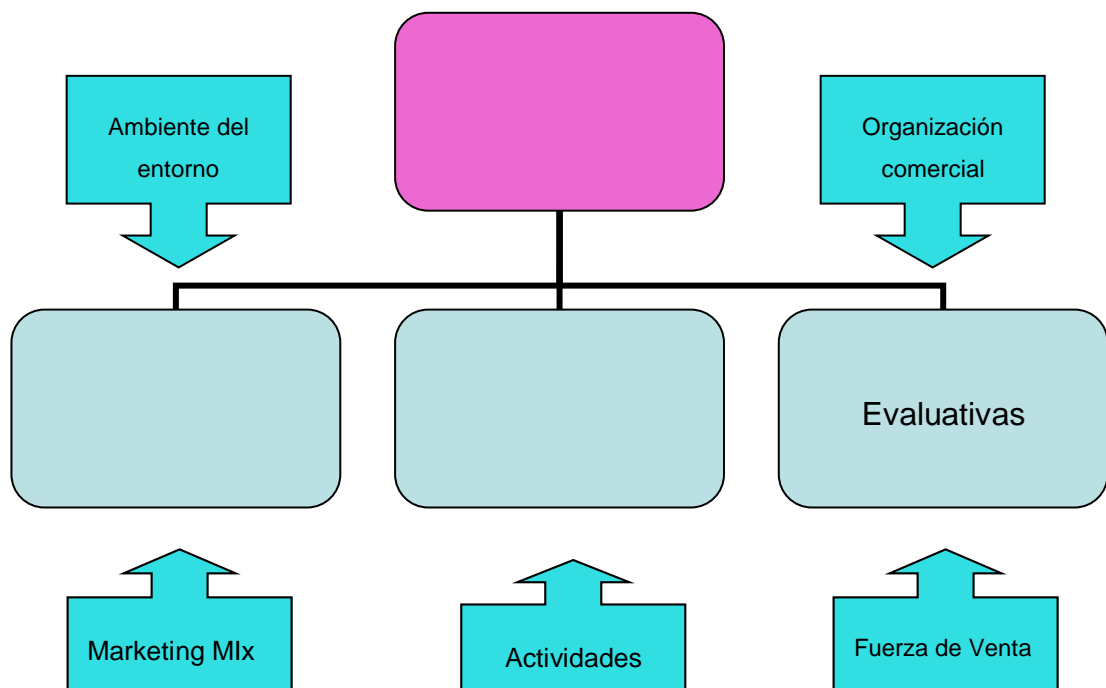 Ambiente del
entorno
Organización
comercial
Evaluativas
Marketing MIx
Actividades
Fuerza de Venta